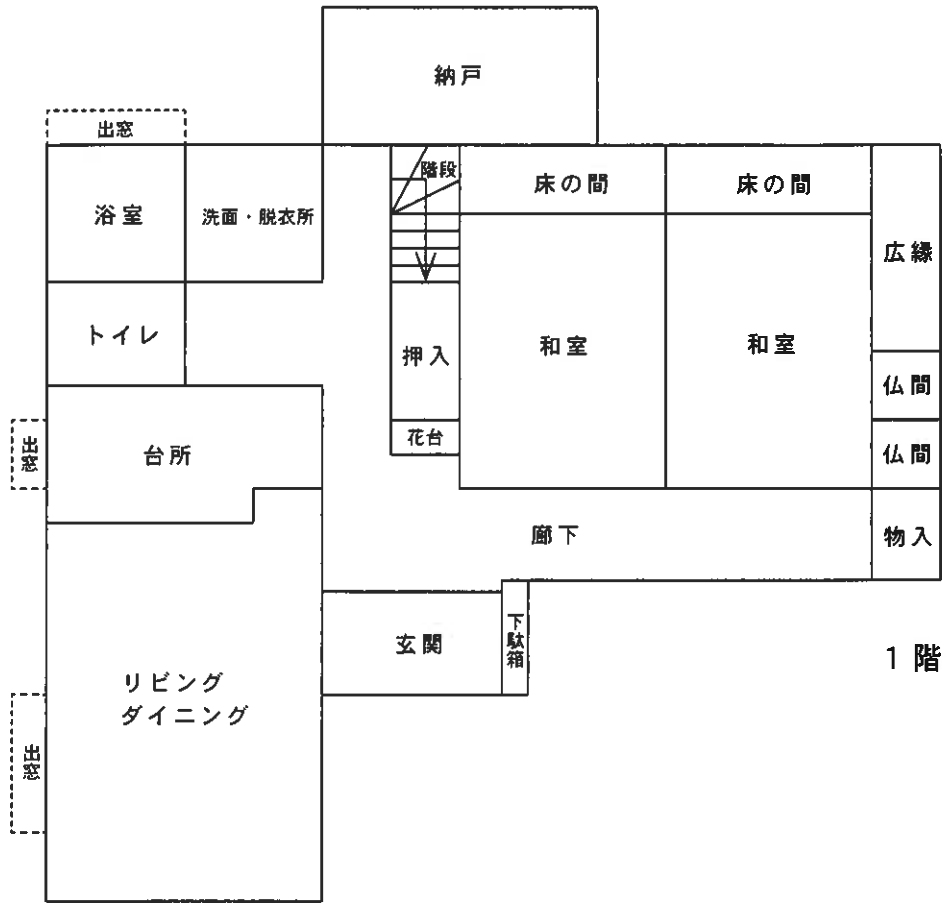 納戸
出窓
階段
床の間
床の間
浴室
洗面・脱衣所
広縁
トイレ
押入
和室
和室
仏間
花台
出窓
台所
仏間
廊下
物入
玄関
下駄箱
1階
リビング
ダイニング
出窓